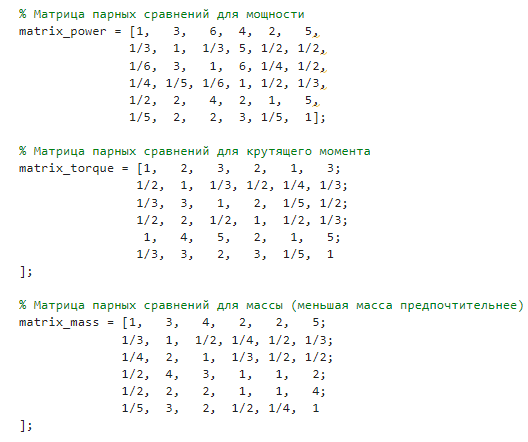 % Матрица парных сравнений для мощности
matrix_power = [1, 3, 6, 4, 2, 5,
1/3, 1, 1/3, 5, 1/2, 1/2,
1/6, 3, 1, 6, 1/4, 1/2,
1/4, 1/5, 1/6, 1, 1/2, 1/3,
1/2, 2, 4, 2, 1, 5,
1/5, 2, 2, 3, 1/5, 1];
% Матрица парных сравнений для крутящего момента
matrix_torque = [1, 2, 3, 2, 1, 3;
1/2, 1, 1/3, 1/2, 1/4, 1/3;
1/3, 3, 1, 2, 1/5, 1/2;
1/2, 2, 1/2, 1, 1/2, 1/3;
1, 4, 5, 2, 1, 5;
1/3, 3, 2, 3, 1/5, 1
];
% Матрица парных сравнений для массы (меньшая масса предпочтительнее)
matrix_mass = [1, 3, 4, 2, 2, 5;
1/3, 1, 1/2, 1/4, 1/2, 1/3;
1/4, 2, 1, 1/3, 1/2, 1/2;
1/2, 4, 3, 1, 1, 2;
1/2, 2, 2, 1, 1, 4;
1/5, 3, 2, 1/2, 1/4, 1
];